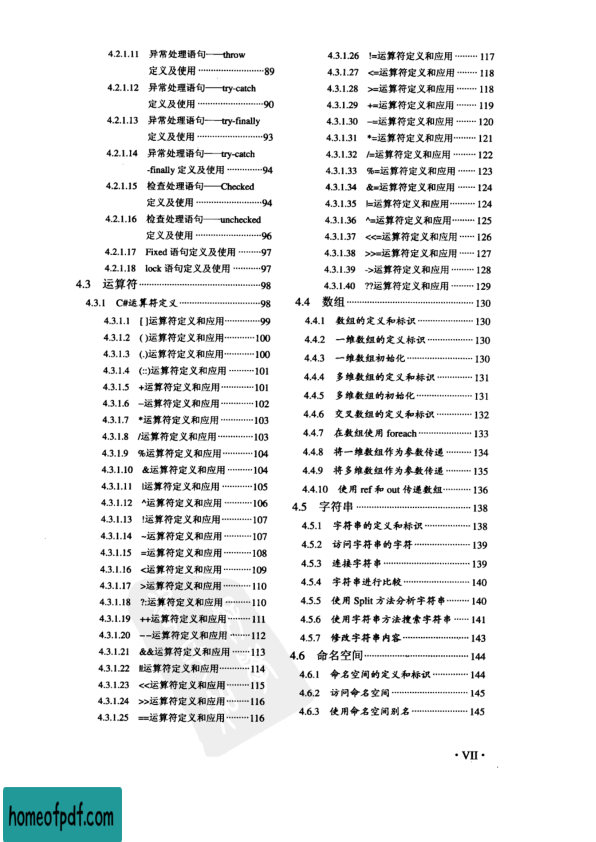 4.2.1.11 异常处理语句——throw
定义及使用 ························89
4.2.1.12 异常处理语句——try-catch
定义及使用 ························90
4.2.1.13 异常处理语句——try-finally
定义及使用 ························93
4.2.1.14 异常处理语句——try-catch
-finally 定义及使用 ··············94
4.2.1.15 检查处理语句——Checked
定义及使用 ························94
4.2.1.16 检查处理语句——unchecked
定义及使用 ························96
4.2.1.17 Fixed 语句定义及使用 ·········97
4.2.1.18 lock 语句定义及使用 ···········97
4.3 运算符 ············································98
4.3.1 C#运算符定义 ·····························98
4.3.1.1 [ ]运算符定义和应用··············99
4.3.1.2 ( )运算符定义和应用············100
4.3.1.3 (.)运算符定义和应用············100
4.3.1.4 (::)运算符定义和应用 ·········101
4.3.1.5 +运算符定义和应用·············101
4.3.1.6 −运算符定义和应用·············102
4.3.1.7 *运算符定义和应用·············103
4.3.1.8 /运算符定义和应用··············103
4.3.1.9 %运算符定义和应用············104
4.3.1.10 &运算符定义和应用 ··········104
4.3.1.11 |运算符定义和应用············105
4.3.1.12 ^运算符定义和应用 ···········106
4.3.1.13 !运算符定义和应用············107
4.3.1.14 ~运算符定义和应用···········107
4.3.1.15 =运算符定义和应用···········108
4.3.1.16 <运算符定义和应用···········109
4.3.1.17 >运算符定义和应用···········110
4.3.1.18 ?:运算符定义和应用 ··········110
4.3.1.19 ++运算符定义和应用·········111
4.3.1.20 −−运算符定义和应用 ········112
4.3.1.21 &&运算符定义和应用 ·······113
4.3.1.22 ||运算符定义和应用···········114
4.3.1.23 <<运算符定义和应用·········115
4.3.1.24 >>运算符定义和应用·········116
4.3.1.25 ==运算符定义和应用·········116
4.3.1.26 !=运算符定义和应用 ·········117
4.3.1.27 <=运算符定义和应用 ········118
4.3.1.28 >=运算符定义和应用 ········118
4.3.1.29 +=运算符定义和应用 ········119
4.3.1.30 −=运算符定义和应用 ········120
4.3.1.31 *=运算符定义和应用·········121
4.3.1.32 /=运算符定义和应用 ·········122
4.3.1.33 %=运算符定义和应用 ·······123
4.3.1.34 &=运算符定义和应用 ·······124
4.3.1.35 |=运算符定义和应用··········124
4.3.1.36 ^=运算符定义和应用·········125
4.3.1.37 <<=运算符定义和应用 ······126
4.3.1.38 >>=运算符定义和应用 ······127
4.3.1.39 ->运算符定义和应用 ·········128
4.3.1.40 ??运算符定义和应用 ·········129
4.4 数组 ··············································130
4.4.1 数组的定义和标识 ····················130
4.4.2 一维数组的定义标识 ·················130
4.4.3 一维数组初始化 ·······················130
4.4.4 多维数组的定义和标识 ·············131
4.4.5 多维数组的初始化 ····················131
4.4.6 交叉数组的定义和标识 ·············132
4.4.7 在数组使用 foreach ···················133
4.4.8 将一维数组作为参数传递 ·········134
4.4.9 将多维数组作为参数传递 ·········135
4.4.10 使用 ref 和 out 传递数组··········136
4.5 字符串 ···········································138
4.5.1 字符串的定义和标识 ·················138
4.5.2 访问字符串的字符 ····················139
4.5.3 连接字符串 ······························139
4.5.4 字符串进行比较 ·······················140
4.5.5 使用 Split 方法分析字符串 ········140
4.5.6 使用字符串方法搜索字符串 ······141
4.5.7 修改字符串内容 ·······················143
4.6 命名空间 ·······································144
4.6.1 命名空间的定义和标识 ·············144
4.6.2 访问命名空间 ··························145
4.6.3 使用命名空间别名 ····················145
· VII ·
homeofpdf.com